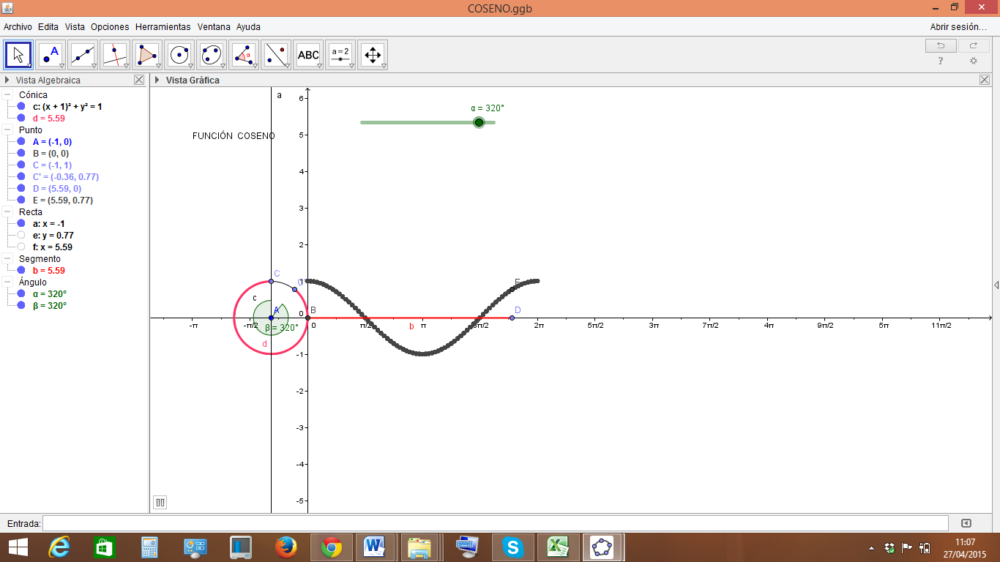 COSENO.ggb
Archivo Edita Vista Opciones Herramientas Ventana Ayuda
Abrir sesión...
A
α
ABC
a=2
?
Vista Algebraica
Vista Gráfica
Cónica
c: (x + 1)² + y² = 1
d = 5.59
Punto
A = (-1, 0)
B = (0, 0)
C = (-1, 1)
C' = (-0.36, 0.77)
D = (5.59, 0)
E = (5.59, 0.77)
Recta
a: x = -1
e: y = 0.77
f: x = 5.59
Segmento
b = 5.59
Ángulo
α = 320°
β = 320°
a
6
α = 320°
FUNCIÓN COSENO
5
4
3
2
C
C'
1
E
c
A
B
0
D
-π
-π/2
0
π/2
π
3π/2
2π
5π/2
3π
7π/2
4π
9π/2
5π
11π/2
β = 320°
b
d
-1
-2
-3
-4
-5
Entrada:
11:07
27/04/2015